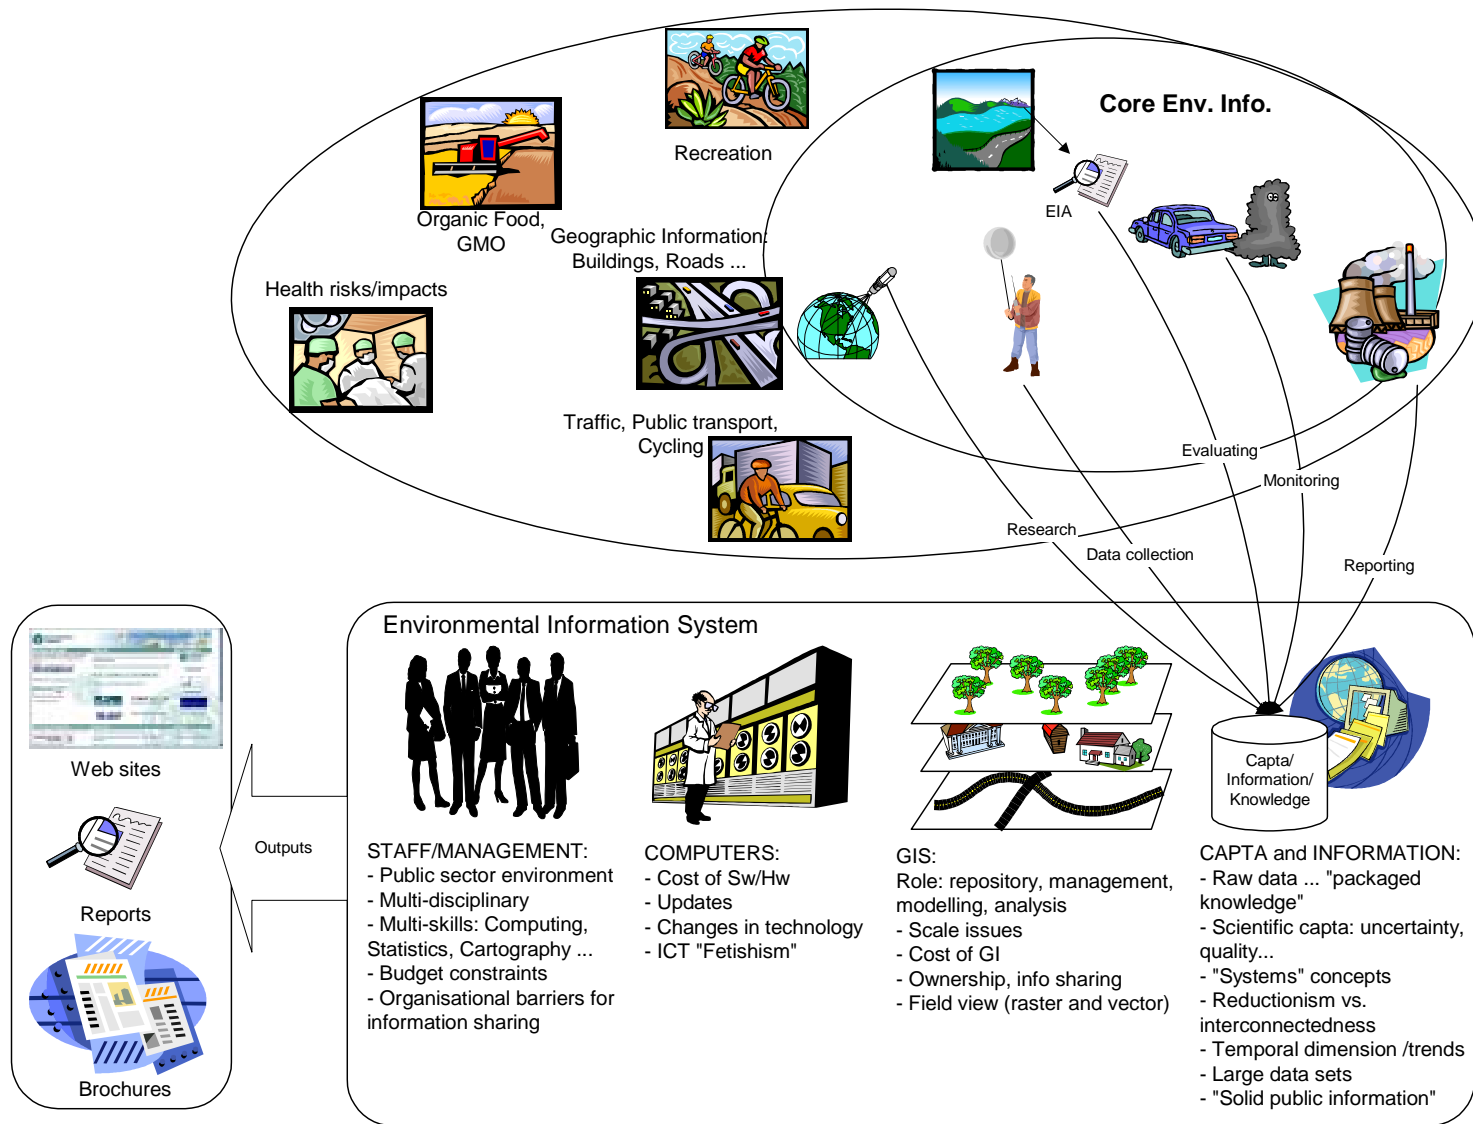 Core Env. Info.
Recreation
EIA
Organic Food,
GMO
Geographic Information:
Buildings, Roads ...
Health risks/impacts
Traffic, Public transport,
Cycling
Evaluating
Monitoring
Research
Data collection
Reporting
Environmental Information System
Web sites
Reports
Brochures
Outputs
Capta/
Information/
Knowledge
STAFF/MANAGEMENT:
- Public sector environment
- Multi-disciplinary
- Multi-skills: Computing,
Statistics, Cartography ...
- Budget constraints
- Organisational barriers for
information sharing
COMPUTERS:
- Cost of Sw/Hw
- Updates
- Changes in technology
- ICT "Fetishism"
GIS:
Role: repository, management,
modelling, analysis
- Scale issues
- Cost of GI
- Ownership, info sharing
- Field view (raster and vector)
CAPTA and INFORMATION:
- Raw data ... "packaged
knowledge"
- Scientific capta: uncertainty,
quality...
- "Systems" concepts
- Reductionism vs.
interconnectedness
- Temporal dimension /trends
- Large data sets
- "Solid public information"